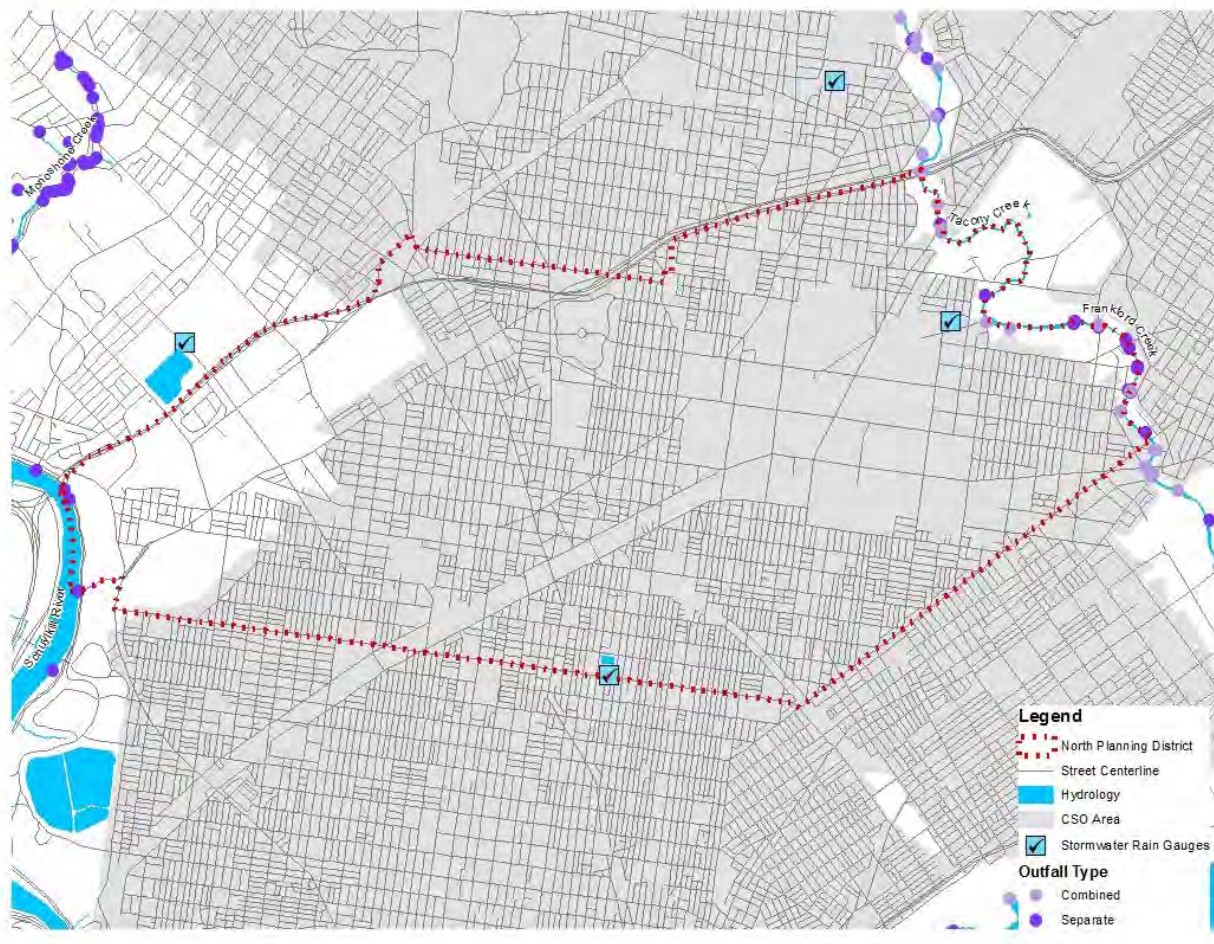 Monoshone Creek
Tacony Creek
Frankford Creek
Schuylkill River
Legend
North Planning District
Street Centerline
Hydrology
CSO Area
Stormwater Rain Gauges
Outfall Type
Combined
Separate